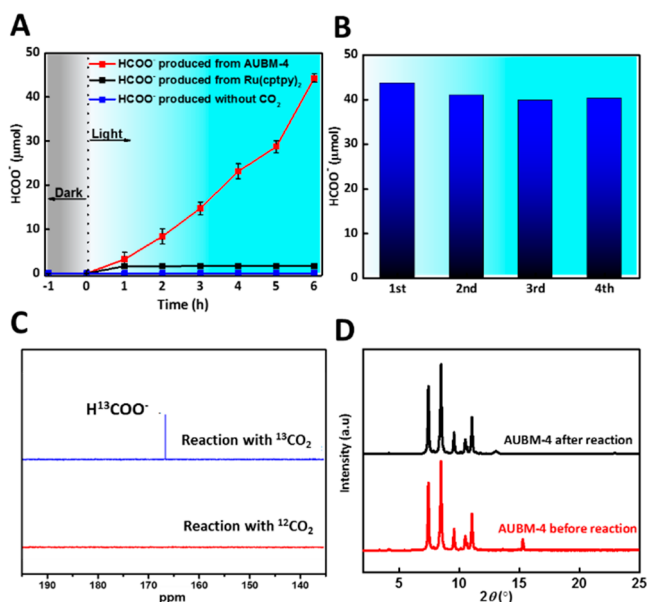 A
HCOO⁻ (μmol)
50
40
30
20
10
0
HCOO⁻ produced from AUBM-4
HCOO⁻ produced from Ru(cptpy)₂
HCOO⁻ produced without CO₂
Light
Dark
-1 0 1 2 3 4 5 6
Time (h)
B
HCOO⁻ (μmol)
50
40
30
20
10
0
1st 2nd 3rd 4th
C
H¹³COO⁻
Reaction with ¹³CO₂
Reaction with ¹²CO₂
190 180 170 160 150 140
ppm
D
Intensity (a.u)
AUBM-4 after reaction
AUBM-4 before reaction
5 10 15 20 25
2θ(°)